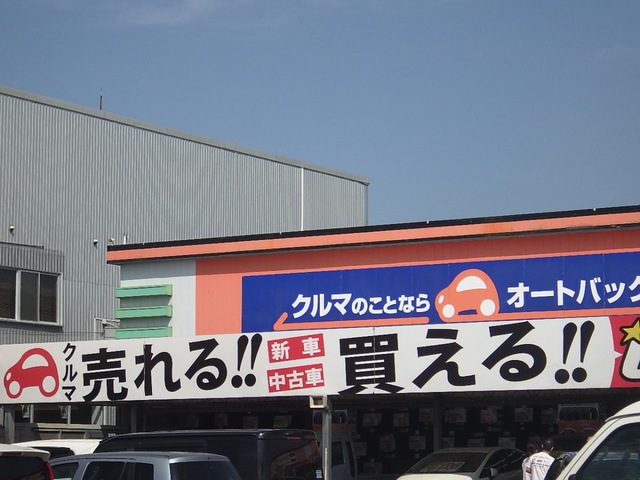 クルマのことなら
オートバック
クルマ
売れる!!
新車
中古車
買える!!